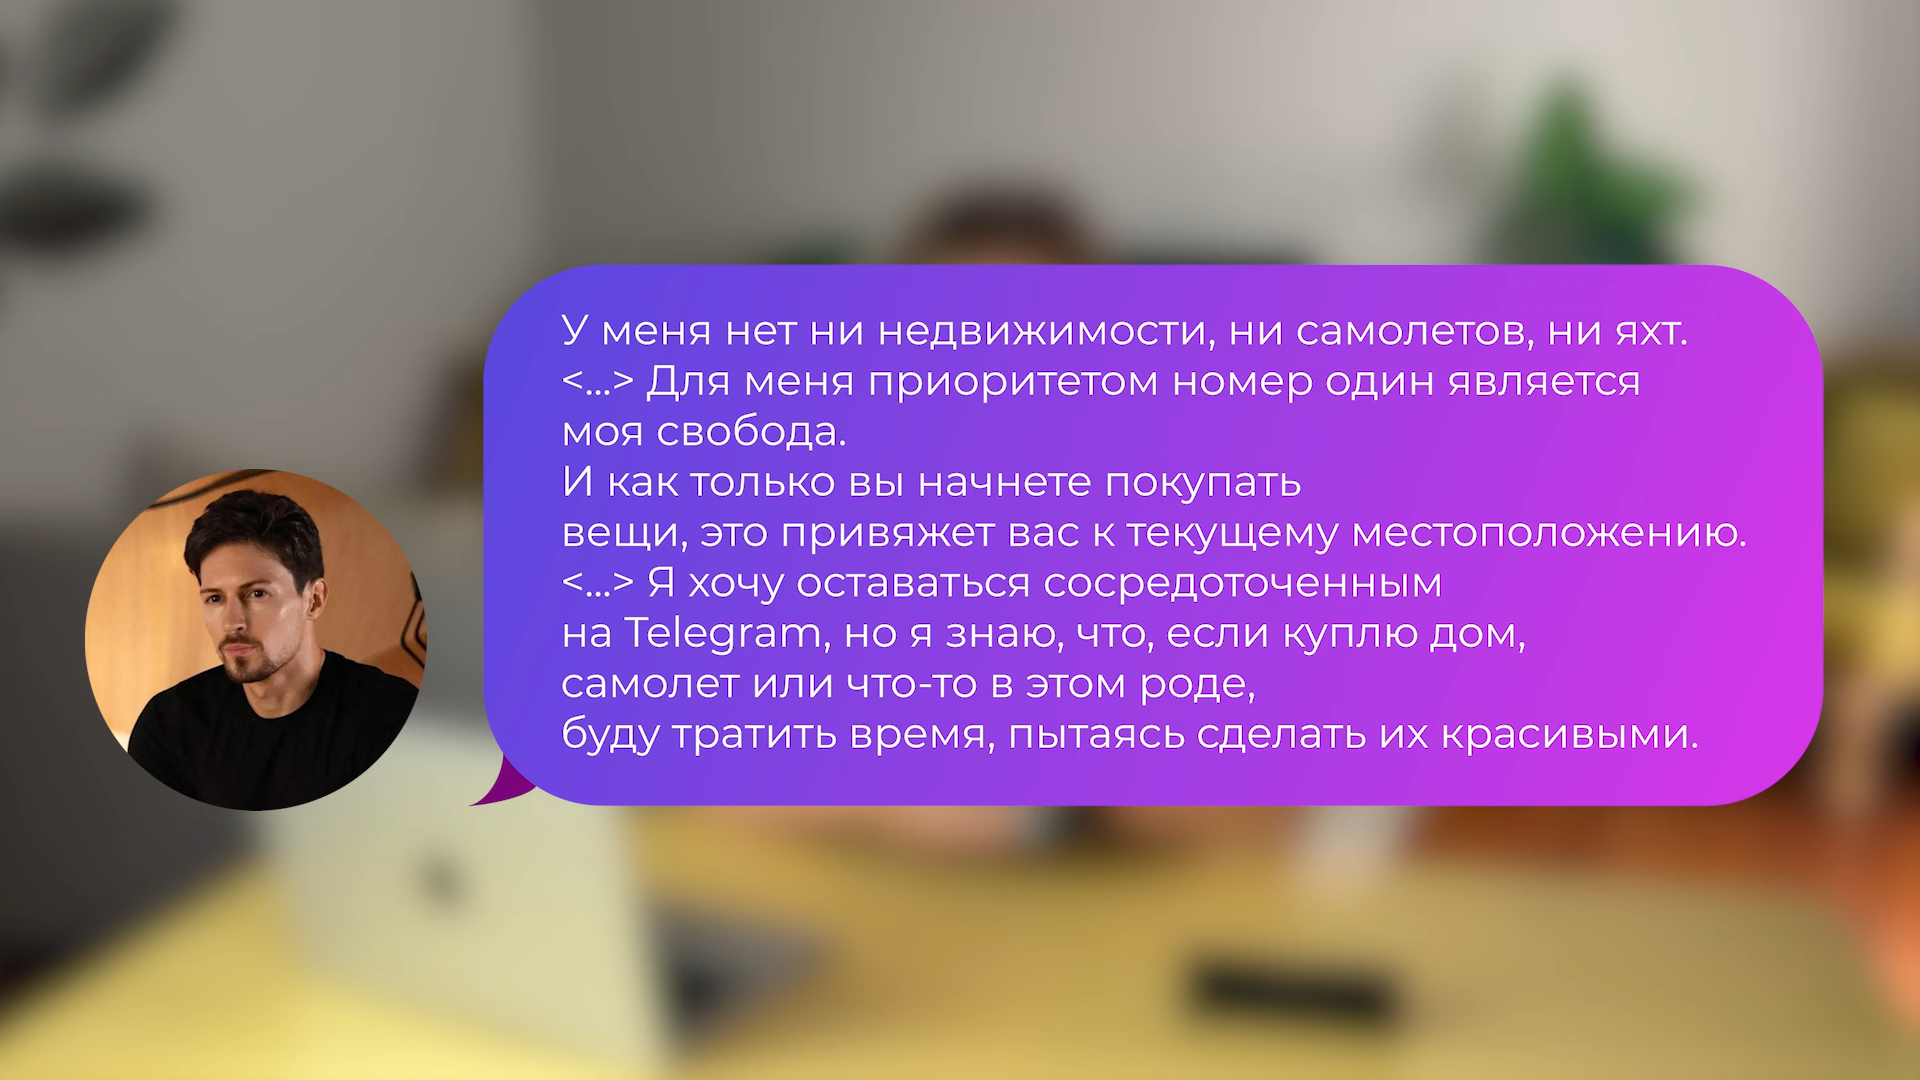 У меня нет ни недвижимости, ни самолетов, ни яхт.
<...> Для меня приоритетом номер один является
моя свобода.
И как только вы начнете покупать
вещи, это привяжет вас к текущему местоположению.
<...> Я хочу оставаться сосредоточенным
на Telegram, но я знаю, что, если куплю дом,
самолет или что-то в этом роде,
буду тратить время, пытаясь сделать их красивыми.